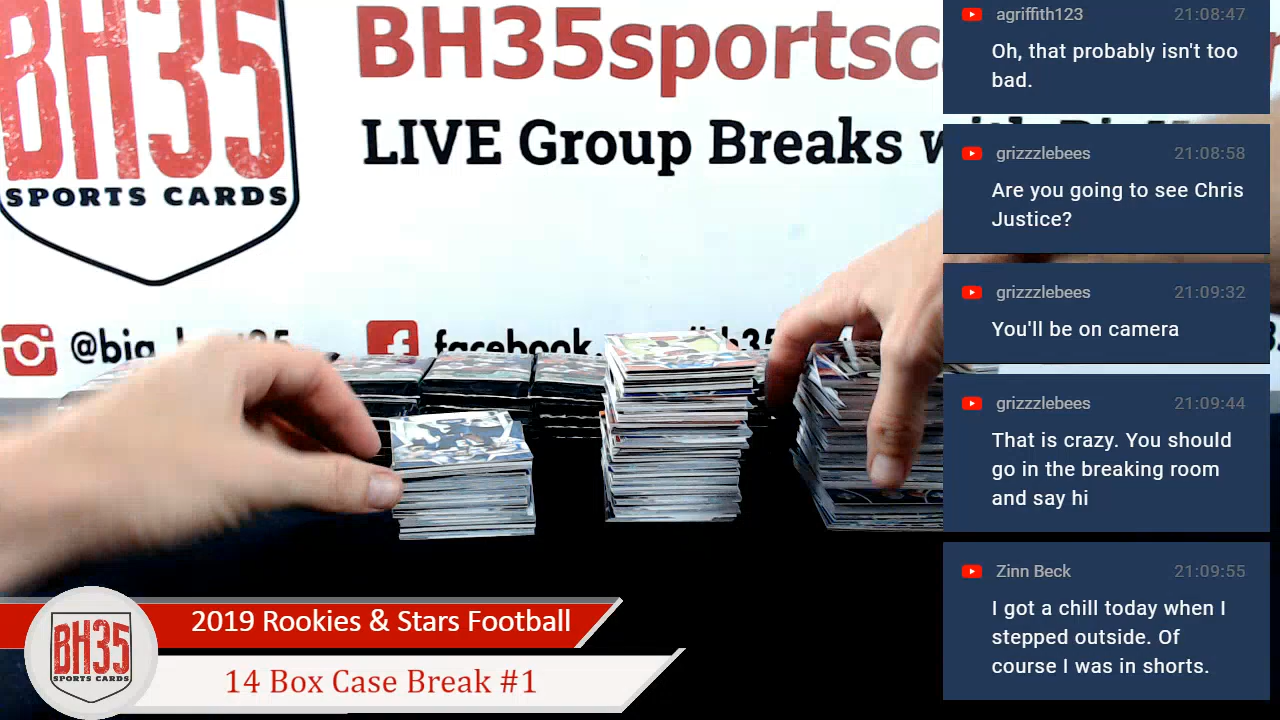 BH35
SPORTS CARDS
BH35sportsc
LIVE Group Breaks
@big
facebook.
agriffith123 21:08:47
Oh, that probably isn't too
bad.
grizzzlebees 21:08:58
Are you going to see Chris
Justice?
grizzzlebees 21:09:32
You'll be on camera
grizzzlebees 21:09:44
That is crazy. You should
go in the breaking room
and say hi
Zinn Beck 21:09:55
I got a chill today when I
stepped outside. Of
course I was in shorts.
2019 Rookies & Stars Football
14 Box Case Break #1
BH35
SPORTS CARDS